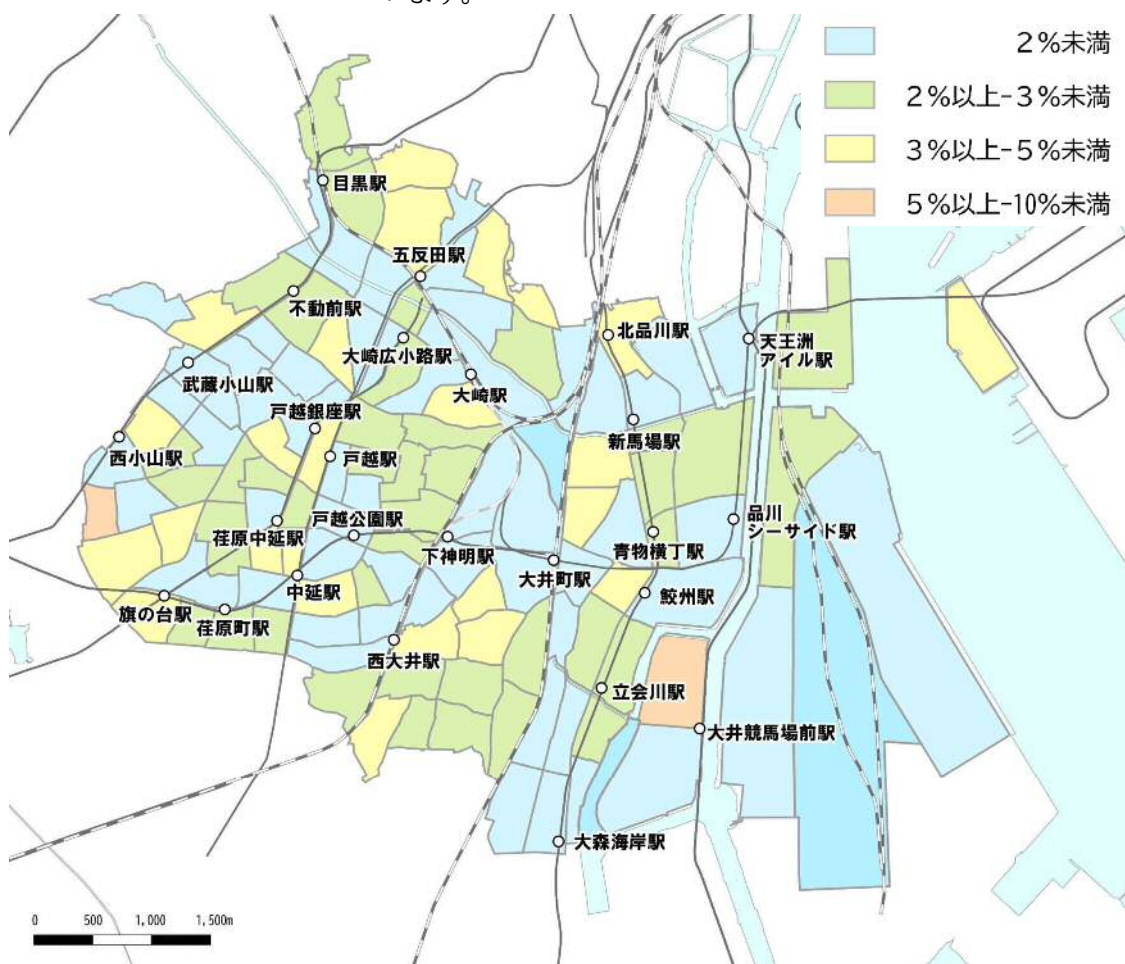 います。
2%未満
2%以上-3%未満
3%以上-5%未満
5%以上-10%未満
目黒駅
五反田駅
不動前駅
北品川駅
大崎広小路駅
天王洲
アイル駅
武蔵小山駅
大崎駅
戸越銀座駅
新馬場駅
西小山駅
戸越駅
戸越公園駅
品川
シーサイド駅
荏原中延駅
下神明駅
青物横丁駅
大井町駅
中延駅
鮫州駅
旗の台駅
荏原町駅
西大井駅
立会川駅
大井競馬場前駅
大森海岸駅
0 500 1,000 1,500m